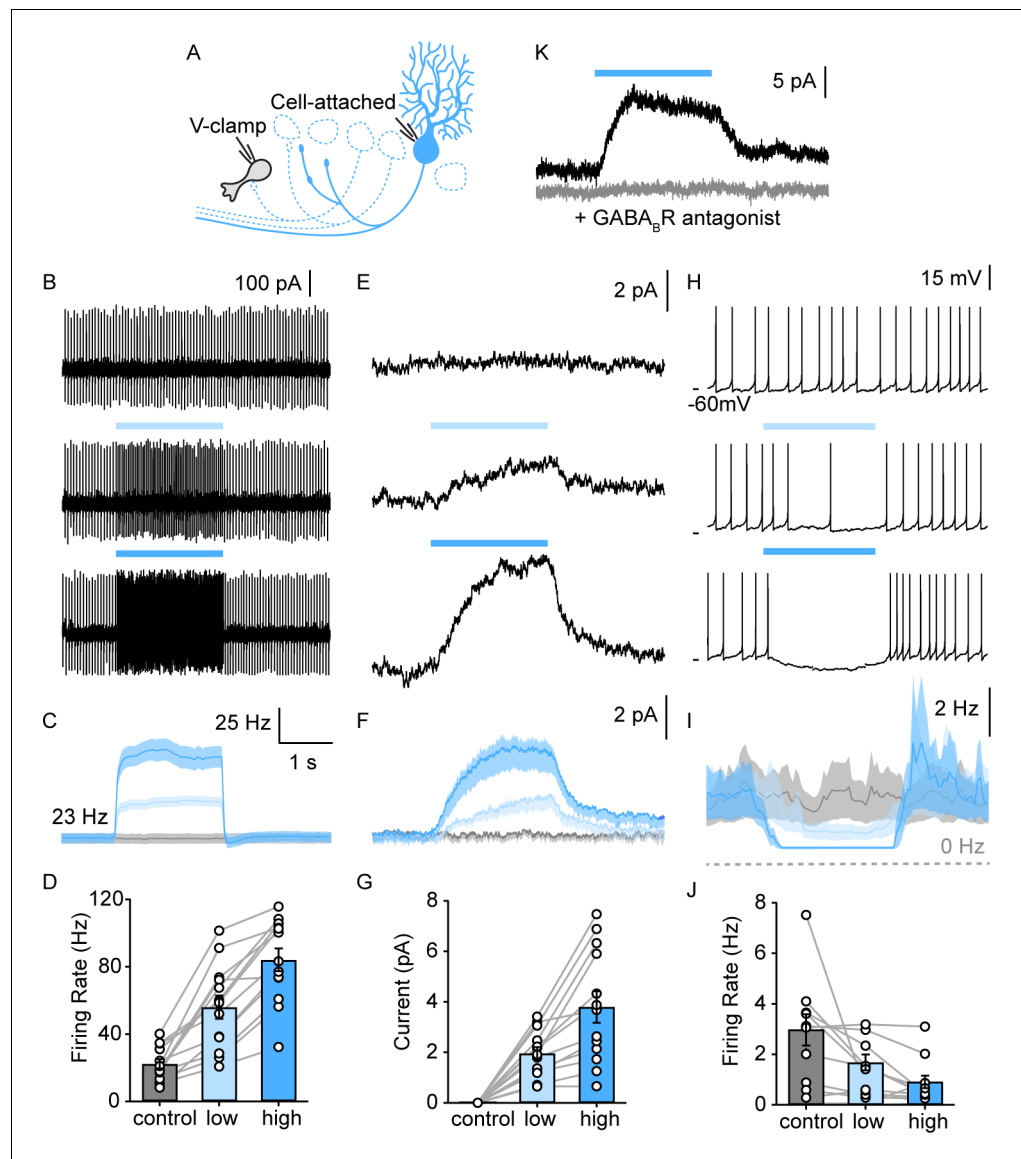 A
Cell-attached
V-clamp
K
5 pA
+ GABABR antagonist
B
100 pA
E
2 pA
H
15 mV
-60mV
C
25 Hz
1 s
23 Hz
F
2 pA
I
2 Hz
0 Hz
D
Firing Rate (Hz)
120
80
40
0
control low high
G
Current (pA)
8
6
4
2
0
control low high
J
Firing Rate (Hz)
8
6
4
2
0
control low high